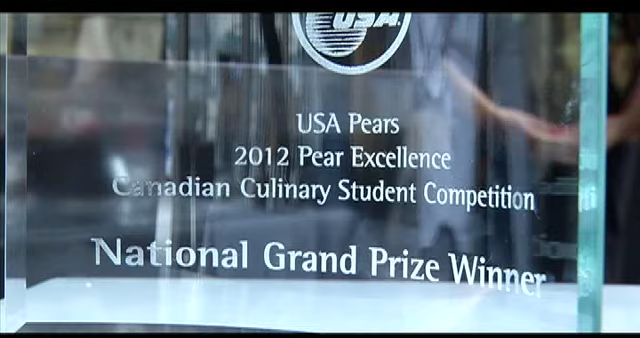 USA
USA Pears
2012 Pear Excellence
Canadian Culinary Student Competition
National Grand Prize Winner